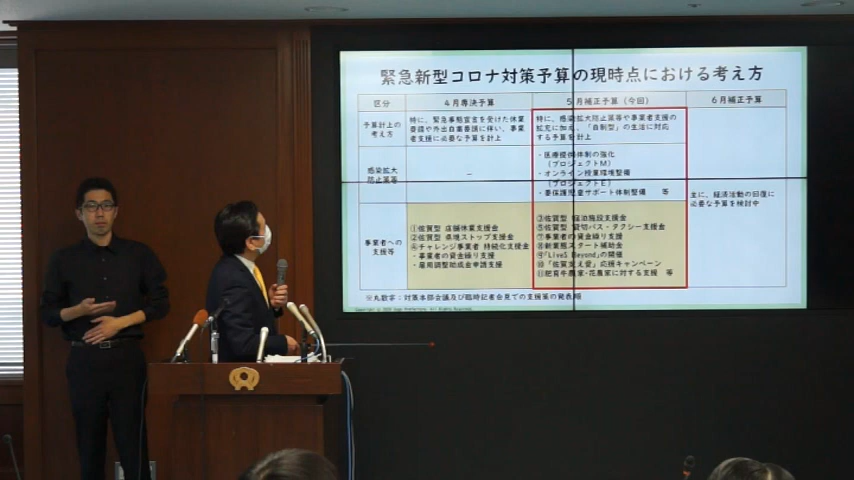 緊急新型コロナ対策予算の現時点における考え方
区分
4月専決予算
5月補正予算（今回）
6月補正予算
予算計上の
考え方
特に、緊急事態宣言を受けた休業
要請や外出自粛要請に伴い、事業
者支援に必要な予算を計上
特に、感染拡大防止策等や事業者支援の
拡充に加え、「自制型」の生活に対応
する予算を計上
感染拡大
防止策等
－
・医療提供体制の強化
（プロジェクトM）
・オンライン授業環境整備
（プロジェクトE）
・要保護児童サポート体制整備 等
主に、経済活動の回復に
必要な予算を検討中
事業者への
支援等
①佐賀型 店舗休業支援金
②佐賀型 県境ストップ支援金
⑥チャレンジ事業者 持続化支援金
・事業者の資金繰り支援
・雇用調整助成金申請支援
③佐賀型 宿泊施設支援金
⑤佐賀型 貸切バス・タクシー支援金
⑦事業者の資金繰り支援
⑧創業風スタート補助金
⑨「LiveS Beyond」の開催
⑩「佐賀支え愛」応援キャンペーン
⑪肥育牛農家・花農家に対する支援 等
※丸数字：対策本部会議及び臨時記者会見での支援策の発表順